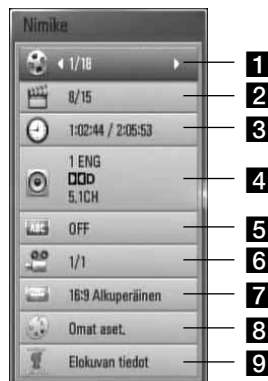 Nimike
1/18
1
8/15
2
1:02:44 / 2:05:53
3
1 ENG
D
5.1CH
4
ABC
OFF
5
1/1
6
16:9 Alkuperäinen
7
Omat aset.
8
Elokuvan tiedot
9